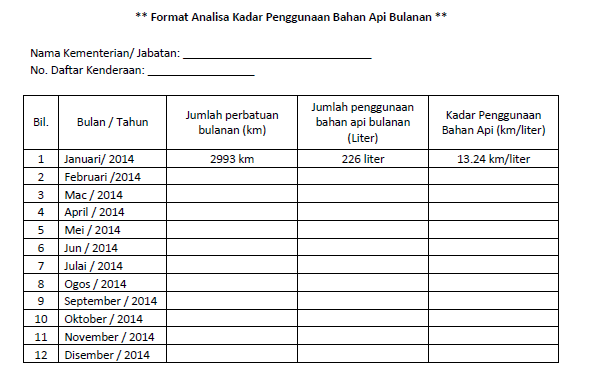 ** Format Analisa Kadar Penggunaan Bahan Api Bulanan **
Nama Kementerian/ Jabatan: ________________________________
No. Daftar Kenderaan: __________________
Bil. Bulan / Tahun Jumlah perbatuan bulanan (km) Jumlah penggunaan bahan api bulanan (Liter) Kadar Penggunaan Bahan Api (km/liter)
1 Januari/ 2014 2993 km 226 liter 13.24 km/liter
2 Februari /2014
3 Mac / 2014
4 April / 2014
5 Mei / 2014
6 Jun / 2014
7 Julai / 2014
8 Ogos / 2014
9 September / 2014
10 Oktober / 2014
11 November / 2014
12 Disember / 2014